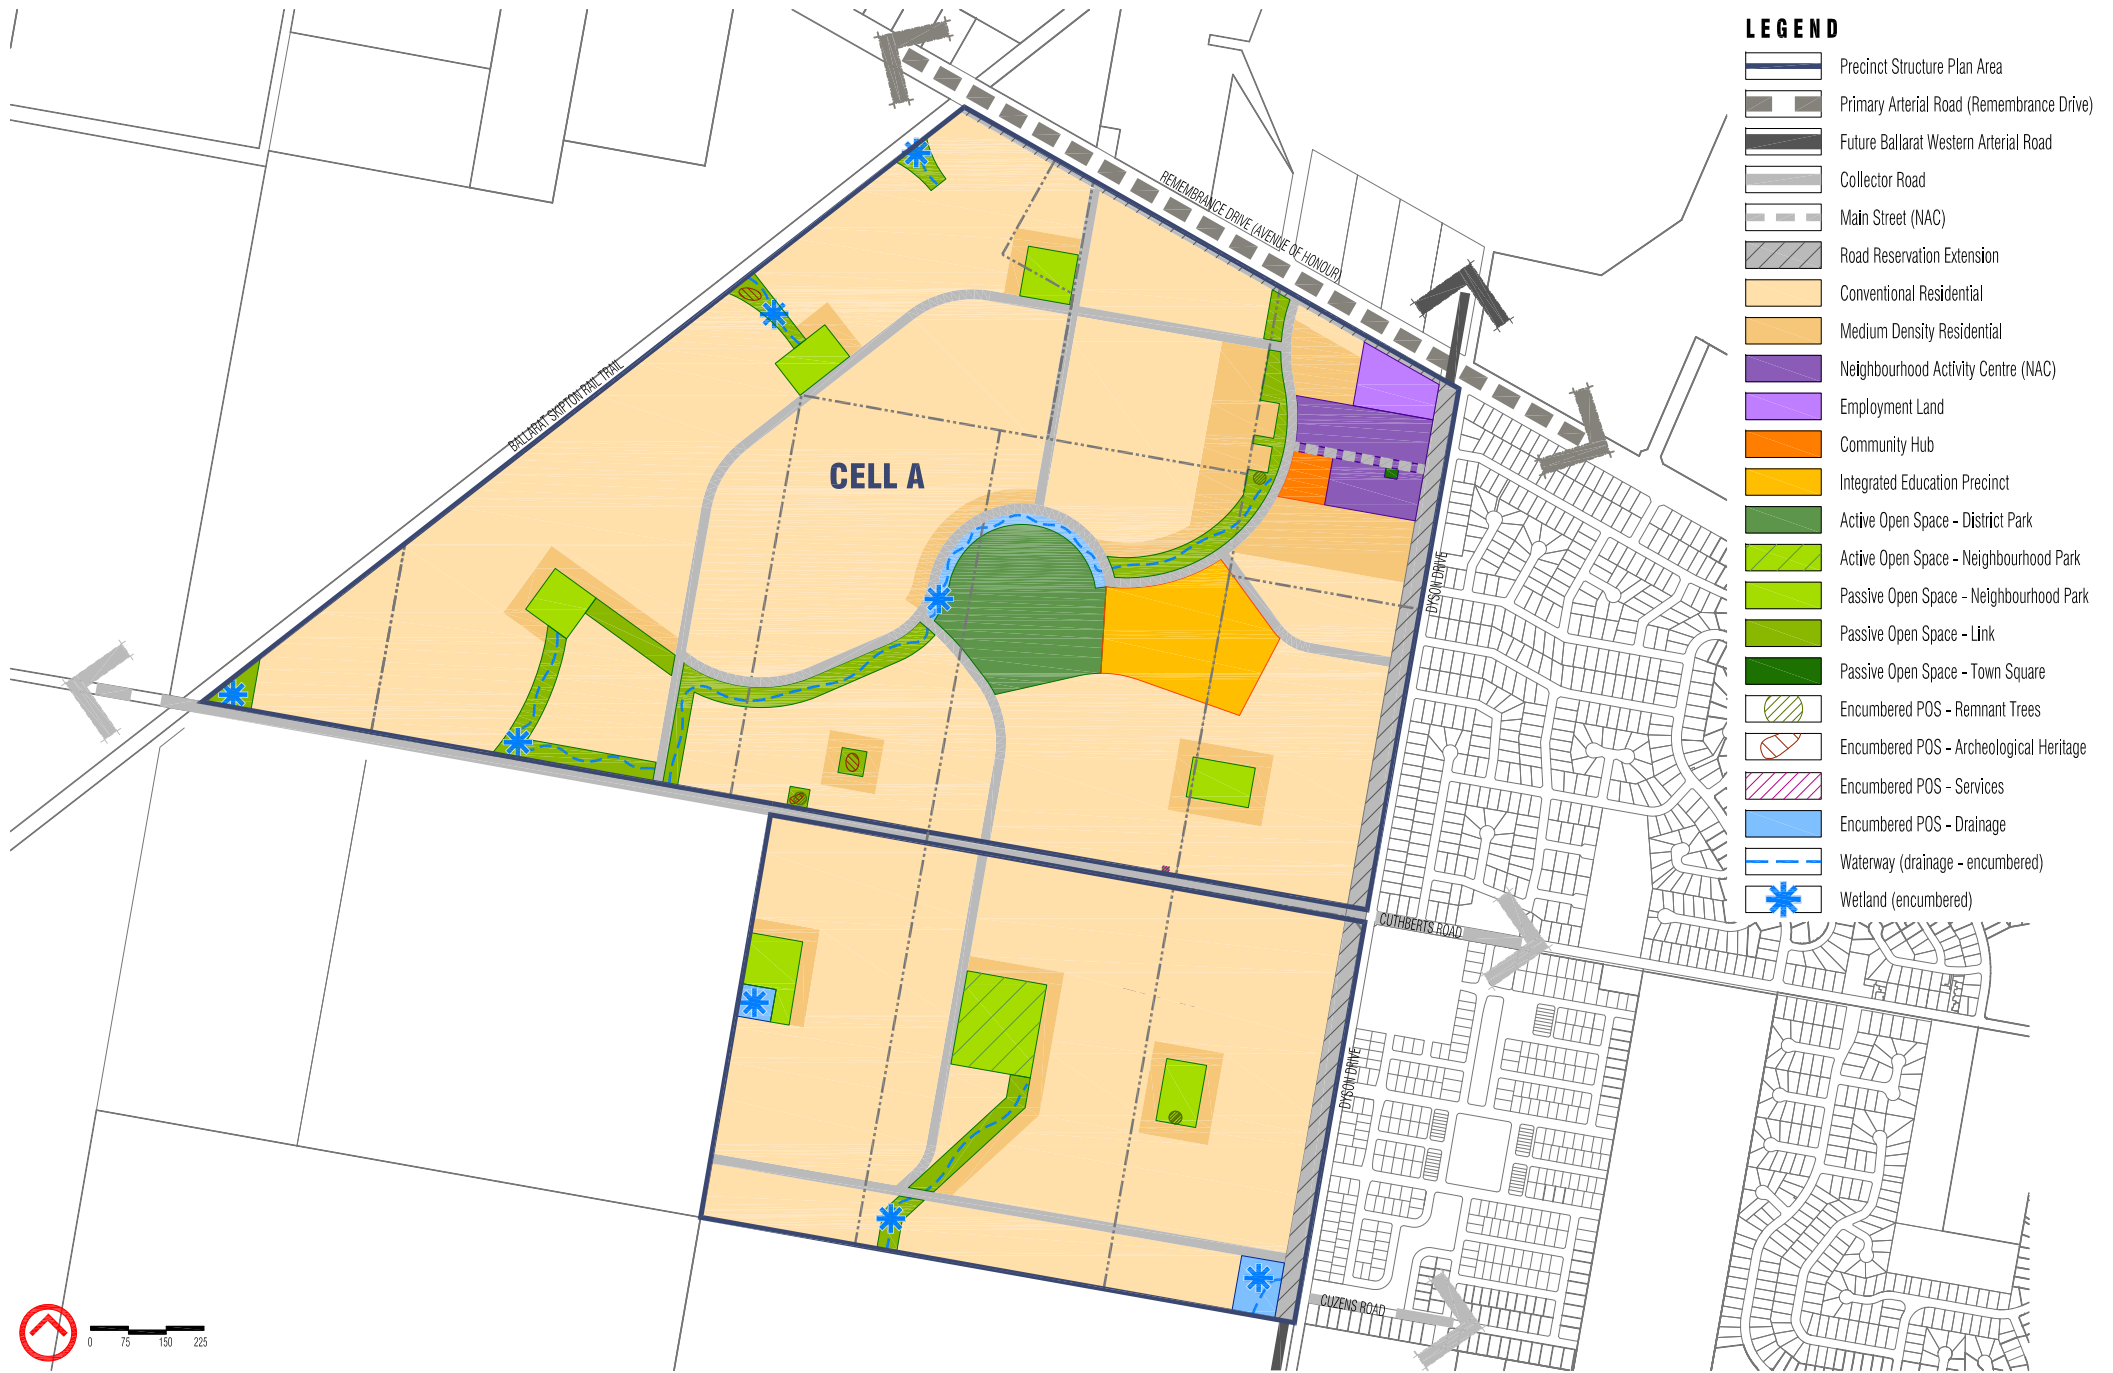 LEGEND
Precinct Structure Plan Area
Primary Arterial Road (Remembrance Drive)
Future Ballarat Western Arterial Road
Collector Road
Main Street (NAC)
Road Reservation Extension
Conventional Residential
Medium Density Residential
Neighbourhood Activity Centre (NAC)
Employment Land
Community Hub
Integrated Education Precinct
Active Open Space - District Park
Active Open Space - Neighbourhood Park
Passive Open Space - Neighbourhood Park
Passive Open Space - Link
Passive Open Space - Town Square
Encumbered POS - Remnant Trees
Encumbered POS - Archeological Heritage
Encumbered POS - Services
Encumbered POS - Drainage
Waterway (drainage - encumbered)
Wetland (encumbered)
REMEMBRANCE DRIVE (AVENUE OF HONOUR)
BALLARAT SKIPTON RAIL TRAIL
CELL A
DYSON DRIVE
CUTHBERTS ROAD
DYSON DRIVE
CUZENS ROAD
0 75 150 225